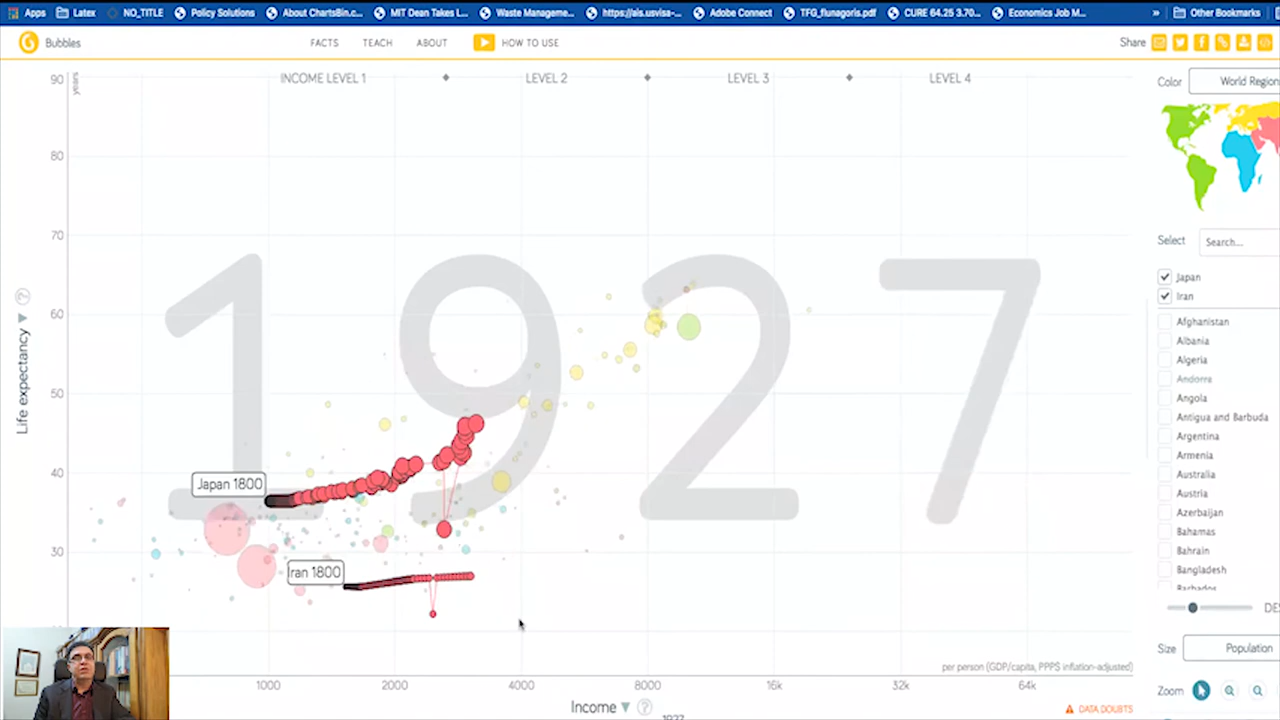 Apps Latex NO_TITLE Policy Solutions About ChartsBin.c... MIT Dean Takes L... Waste Manageme... https://ais.usvisa-... Adobe Connect TFG_flunagoris.pdf CURE 64.25 3.70... Economics Job M... » Other Bookmarks
Bubbles FACTS TEACH ABOUT HOW TO USE Share
INCOME LEVEL 1 LEVEL 2 LEVEL 3 LEVEL 4
Color World Region
90
years
80
70
60
50
40
30
1927
Life expectancy ?
Japan 1800
Iran 1800
Select Search...
Japan
Iran
Afghanistan
Albania
Algeria
Andorra
Angola
Antigua and Barbuda
Argentina
Armenia
Australia
Austria
Azerbaijan
Bahamas
Bahrain
Bangladesh
Barbados
DES
Size Population
Zoom
per person (GDP/capita, PPP$ inflation-adjusted)
1000 2000 4000 8000 16k 32k 64k
Income ?
DATA DOUBTS
1927